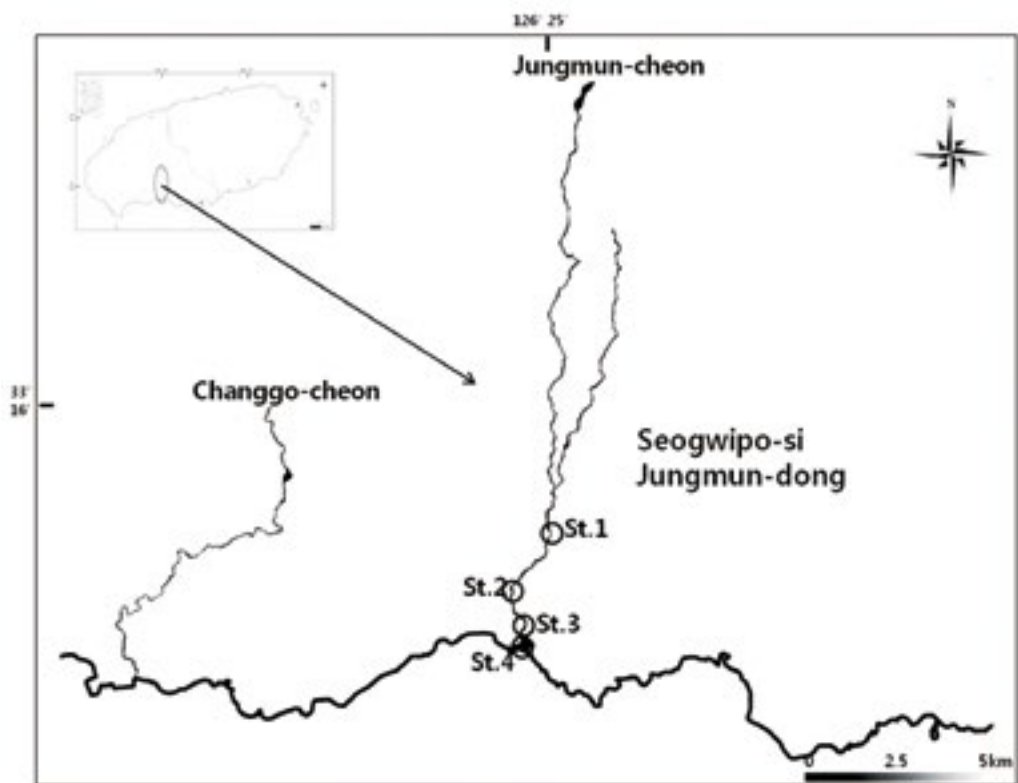 126° 25′
Jungmun-cheon
N
Changgo-cheon
33°
16′
Seogwipo-si
Jungmun-dong
St.1
St.2
St.3
St.4
0 2.5 5km